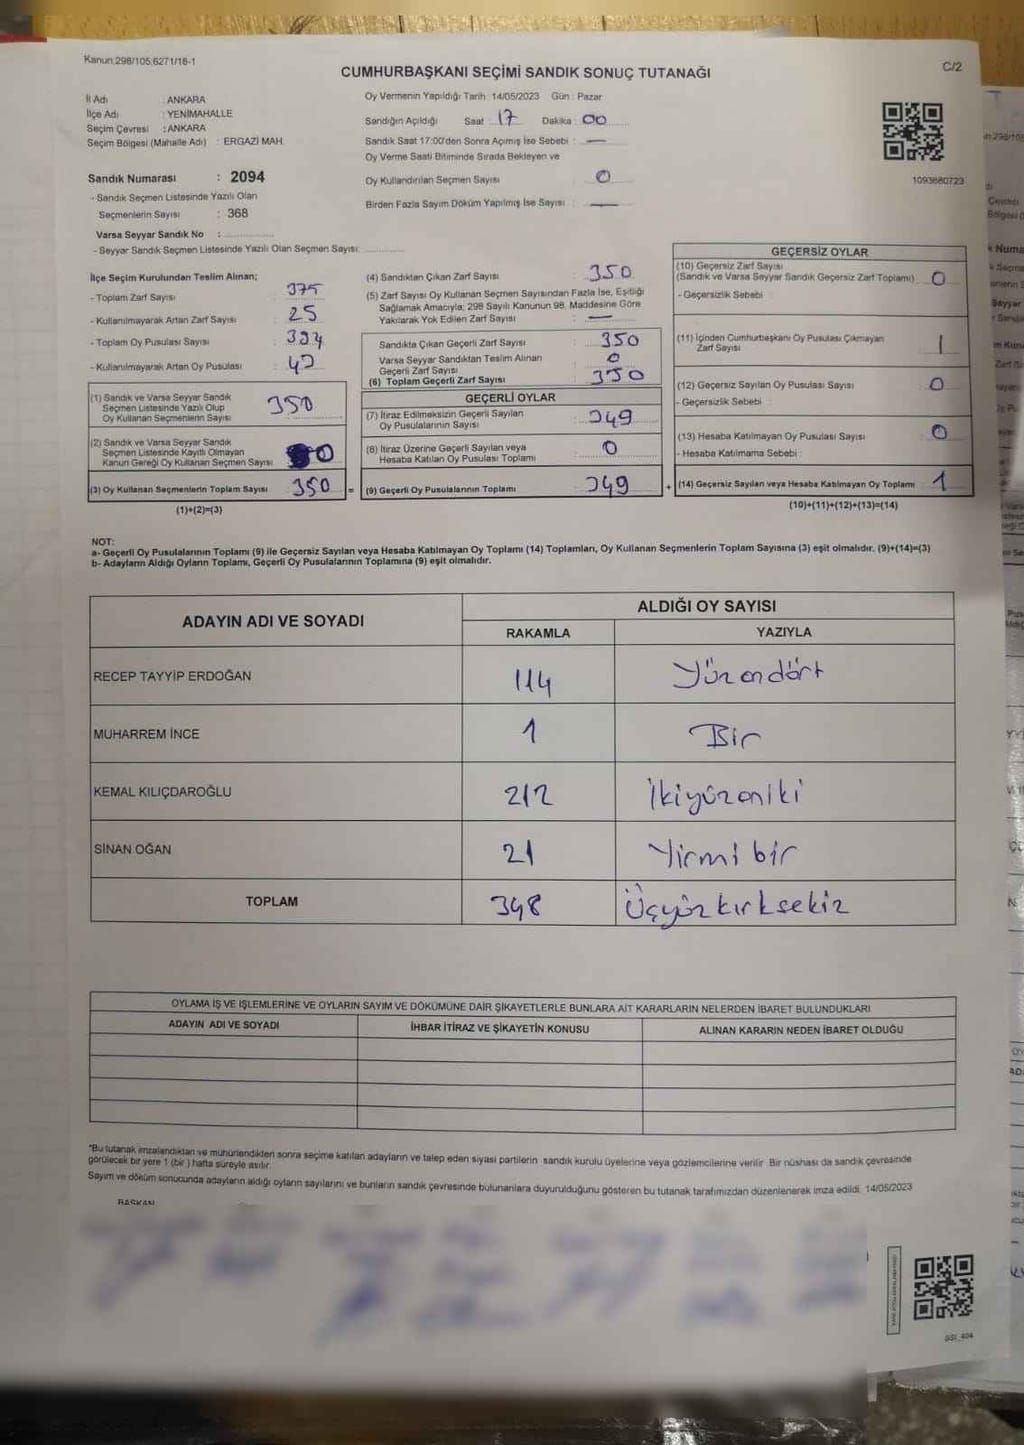 Kanun:298/105:6271/18-1
C/2
CUMHURBAŞKANI SEÇİMİ SANDIK SONUÇ TUTANAĞI
İl Adı : ANKARA
İlçe Adı : YENİMAHALLE
Seçim Çevresi : ANKARA
Seçim Bölgesi (Mahalle Adı) : ERGAZİ MAH.
Sandık Numarası : 2094
- Sandık Seçmen Listesinde Yazılı Olan
Seçmenlerin Sayısı : 368
Varsa Seyyar Sandık No :
- Seyyar Sandık Seçmen Listesinde Yazılı Olan Seçmen Sayısı:
Oy Vermenin Yapıldığı Tarih: 14/05/2023 Gün : Pazar
Sandığın Açıldığı Saat : 17 Dakika : 00
Sandık Saat 17:00'den Sonra Açımış İse Sebebi : —
Oy Verme Saati Bitiminde Sırada Bekleyen ve
Oy Kullandırılan Seçmen Sayısı : 0
Birden Fazla Sayım Döküm Yapılmış İse Sayısı : —
1093680723
İlçe Seçim Kurulundan Teslim Alınan;
- Toplam Zarf Sayısı : 375
- Kullanılmayarak Artan Zarf Sayısı : 25
- Toplam Oy Pusulası Sayısı :
- Kullanılmayarak Artan Oy Pusulası :
(1) Sandık ve Varsa Seyyar Sandık
Seçmen Listesinde Yazılı Olup
Oy Kullanan Seçmenlerin Sayısı 350
(2) Sandık ve Varsa Seyyar Sandık
Seçmen Listesinde Kayıtlı Olmayan
Kanun Gereği Oy Kullanan Seçmen Sayısı 0
(3) Oy Kullanan Seçmenlerin Toplam Sayısı 350 =
(1)+(2)=(3)
(4) Sandıktan Çıkan Zarf Sayısı : 350
(5) Zarf Sayısı Oy Kullanan Seçmen Sayısından Fazla İse, Eşitliği
Sağlamak Amacıyla; 298 Sayılı Kanunun 98. Maddesine Göre
Yakılarak Yok Edilen Zarf Sayısı : —
Sandıkta Çıkan Geçerli Zarf Sayısı : 350
Varsa Seyyar Sandıktan Teslim Alınan
Geçerli Zarf Sayısı : 0
(6) Toplam Geçerli Zarf Sayısı : 350
GEÇERLİ OYLAR
(7) İtiraz Edilmeksizin Geçerli Sayılan
Oy Pusulalarının Sayısı : 349
(8) İtiraz Üzerine Geçerli Sayılan veya
Hesaba Katılan Oy Pusulası Toplamı : 0
(9) Geçerli Oy Pusulalarının Toplamı : 349 +
GEÇERSİZ OYLAR
(10) Geçersiz Zarf Sayısı
(Sandık ve Varsa Seyyar Sandık Geçersiz Zarf Toplamı) : 0
- Geçersizlik Sebebi :
(11) İçinden Cumhurbaşkanı Oy Pusulası Çıkmayan
Zarf Sayısı : 1
(12) Geçersiz Sayılan Oy Pusulası Sayısı : 0
- Geçersizlik Sebebi :
(13) Hesaba Katılmayan Oy Pusulası Sayısı : 0
- Hesaba Katılmama Sebebi :
(14) Geçersiz Sayılan veya Hesaba Katılmayan Oy Toplamı : 1
(10)+(11)+(12)+(13)=(14)
NOT:
a- Geçerli Oy Pusulalarının Toplamı (9) ile Geçersiz Sayılan veya Hesaba Katılmayan Oy Toplamı (14) Toplamları, Oy Kullanan Seçmenlerin Toplam Sayısına (3) eşit olmalıdır. (9)+(14)=(3)
b- Adayların Aldığı Oyların Toplamı, Geçerli Oy Pusulalarının Toplamına (9) eşit olmalıdır.
ADAYIN ADI VE SOYADI
ALDIĞI OY SAYISI
RAKAMLA YAZIYLA
RECEP TAYYİP ERDOĞAN 114 Yüzondört
MUHARREM İNCE 1 Bir
KEMAL KILIÇDAROĞLU 212 İkiyüzoniki
SİNAN OĞAN 21 Yirmi bir
TOPLAM 348 Üçyüzkırksekiz
OYLAMA İŞ VE İŞLEMLERİNE VE OYLARIN SAYIM VE DÖKÜMÜNE DAİR ŞİKAYETLERLE BUNLARA AİT KARARLARIN NELERDEN İBARET BULUNDUKLARI
ADAYIN ADI VE SOYADI İHBAR İTİRAZ VE ŞİKAYETİN KONUSU ALINAN KARARIN NEDEN İBARET OLDUĞU
*Bu tutanak imzalandıktan ve mühürlendikten sonra seçime katılan adayların ve talep eden siyasi partilerin sandık kurulu üyelerine veya gözlemcilerine verilir. Bir nüshası da sandık çevresinde
görülecek bir yere 1 (bir) hafta süreyle asılır.
Sayım ve döküm sonucunda adayların aldığı oyların sayılarını ve bunların sandık çevresinde bulunanlara duyurulduğunu gösteren bu tutanak tarafımızdan düzenlenerek imza edildi. 14/05/2023
BAŞKAN